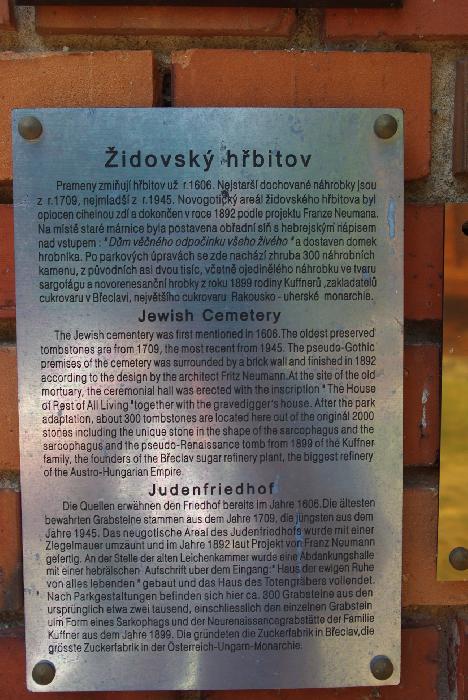 Židovský hřbitov
Prameny zmiňují hřbitov už r.1606. Nejstarší dochované náhrobky jsou
z r.1709, nejmladší z r.1945. Novogotický areál židovského hřbitova byl
oplocen cihelnou zdí a dokončen v roce 1892 podle projektu Franze Neumana.
Na místě staré márnice byla postavena obřadní síň s hebrejským nápisem
nad vstupem : "Dům věčného odpočinku všeho živého " a dostaven domek
hrobníka. Po parkových úpravách se zde nachází zhruba 300 náhrobních
kamenu, z původních asi dvou tisíc, včetně ojedinělého náhrobku ve tvaru
sargofágu a novorenesanční hrobky z roku 1899 rodiny Kuffnerů ,zakladatelů
cukrovaru v Břeclavi, největšího cukrovaru Rakousko - uherské monarchie.
Jewish Cemetery
The Jewish cementery was first mentioned in 1606.The oldest preserved
tombstones are from 1709, the most recent from 1945. The pseudo-Gothic
premises of the cemetery was surrounded by a brick wall and finished in 1892
according to the design by the architect Fritz Neumann.At the site of the old
mortuary, the ceremonial hall was erected with the inscription " The House
of Rest of All Living "together with the gravedigger's house. After the park
adaptation, about 300 tombstones are located here out of the originál 2000
stones including the unique stone in the shape of the sarcophagus and the
sarcophagus and the pseudo-Renaissance tomb from 1899 of the Kuffner
family, the founders of the Břeclav sugar refinery plant, the biggest refinery
of the Austro-Hungarian Empire.
Judenfriedhof
Die Quellen erwähnen den Friedhof bereits im Jahre 1606.Die ältesten
bewahrten Grabsteine stammen aus dem Jahre 1709, die jüngsten aus dem
Jahre 1945. Das neugotische Areal des Judenfriedhofs wurde mit einer
Ziegelmauer umzäunt und im Jahre 1892 laut Projekt von Franz Noumann
gefertig. An der Stelle der alten Leichenkammer wurde eine Abdankungshalle
mit einer hebräischen Aufschrift über dem Eingang:" Haus der ewigen Ruhe
von alles lebenden " gebaut und das Haus des Totengräbers vollendet.
Nach Parkgestaltungen befinden sich hier ca. 300 Grabsteine aus den
ursprünglich etwa zwei tausend, einschliesslich den einzelnen Grabstein
uim Form eines Sarkophags und der Neurenaissancegrabstätte der Familie
Kuffner aus dem Jahre 1899. Die gründeten die Zuckerfabrik in Břeclav,die
grösste Zuckerfabrik in der Österreich-Ungarn-Monarchie.